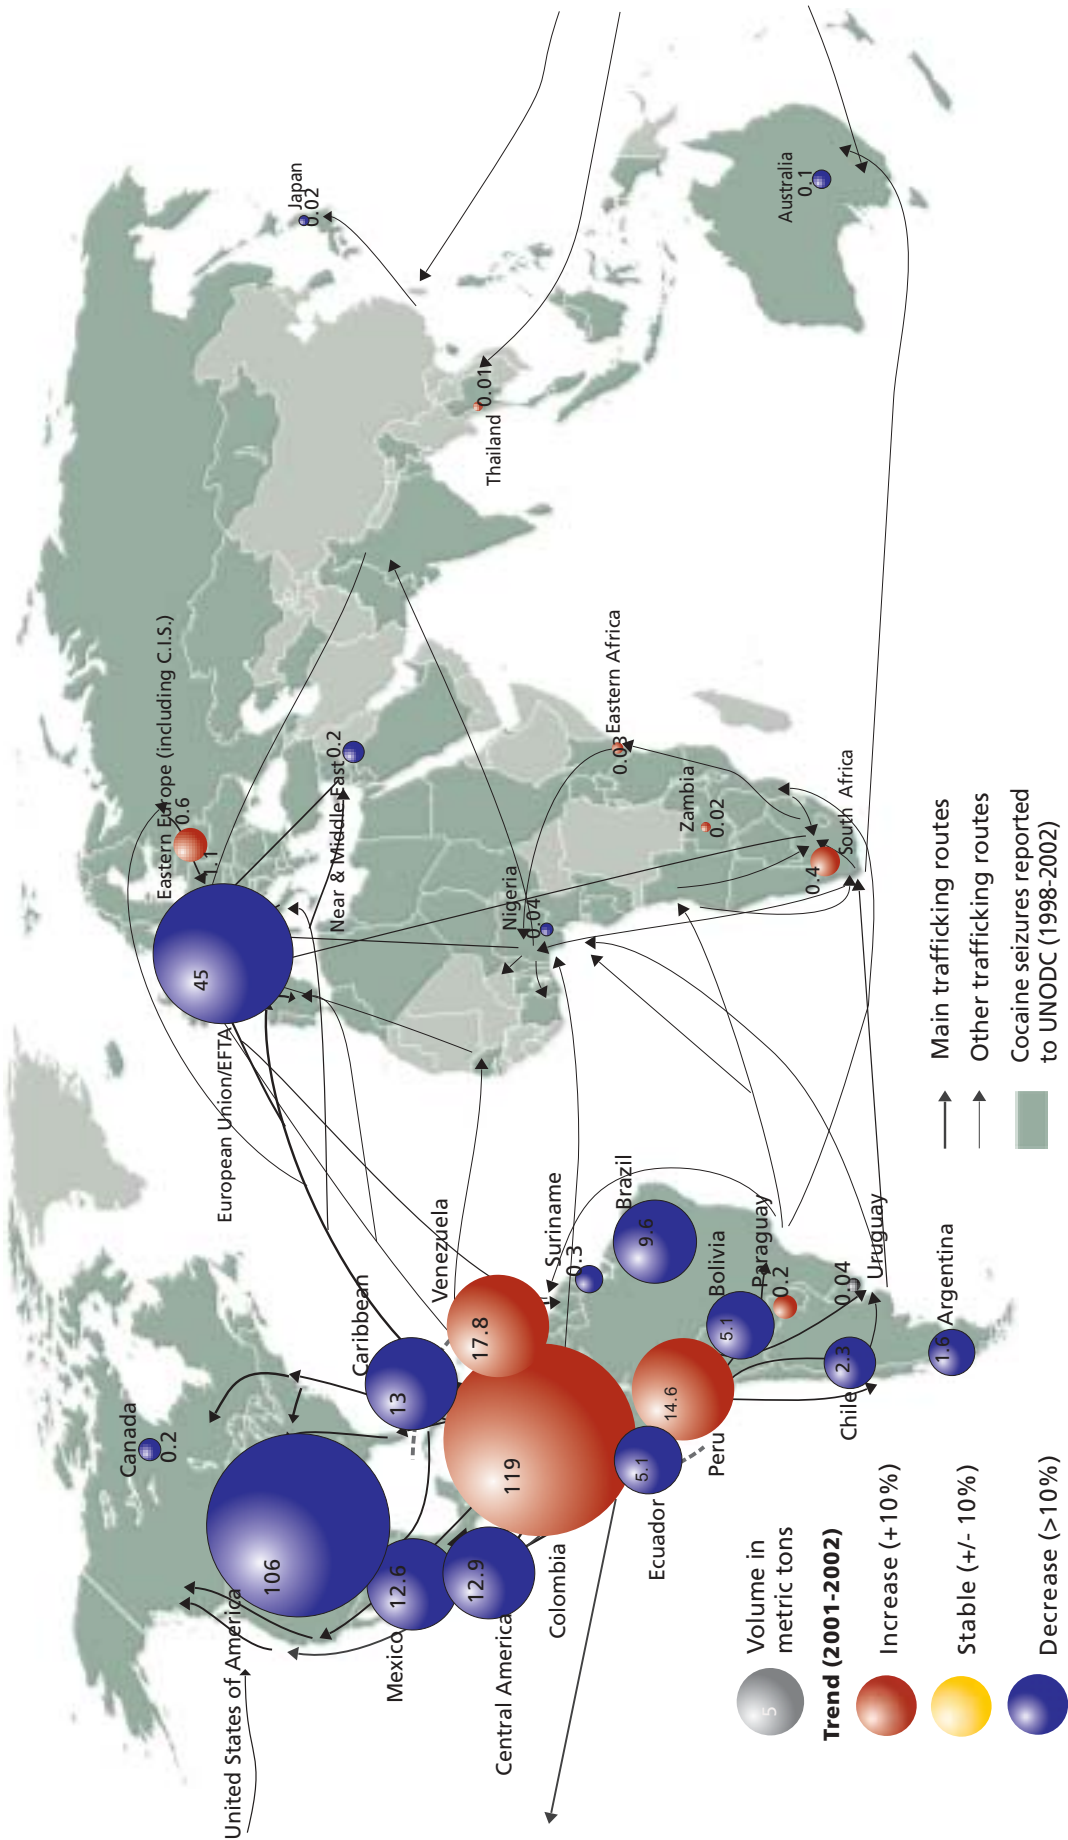 Canada
0.2
United States of America
106
Mexico
12.6
Central America
12.9
Caribbean
13
Colombia
119
Venezuela
17.8
Suriname
0.3
Ecuador
5.1
Peru
14.6
Brazil
9.6
Bolivia
5.1
Paraguay
0.2
Chile
2.3
Uruguay
0.04
Argentina
1.6
European Union/EFTA
45
Eastern Europe (including C.I.S.)
0.6
1.1
Near & Middle East
0.2
Nigeria
0.04
Eastern Africa
0.03
Zambia
0.02
South Africa
0.4
Thailand
0.01
Japan
0.02
Australia
0.1
5
Volume in
metric tons
Trend (2001-2002)
Increase (+10%)
Stable (+/- 10%)
Decrease (>10%)
Main trafficking routes
Other trafficking routes
Cocaine seizures reported
to UNODC (1998-2002)